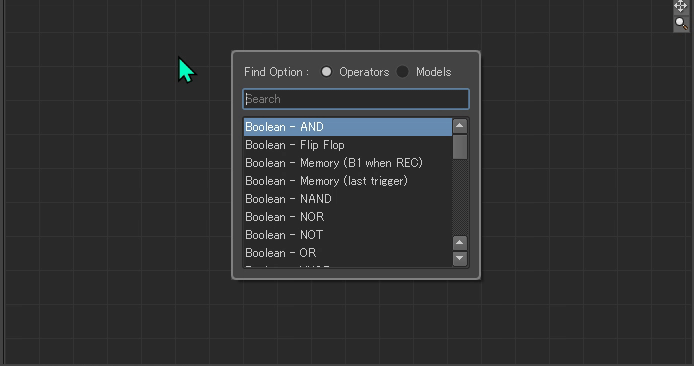 Find Option : Operators Models
Search
Boolean - AND
Boolean - Flip Flop
Boolean - Memory (B1 when REC)
Boolean - Memory (last trigger)
Boolean - NAND
Boolean - NOR
Boolean - NOT
Boolean - OR